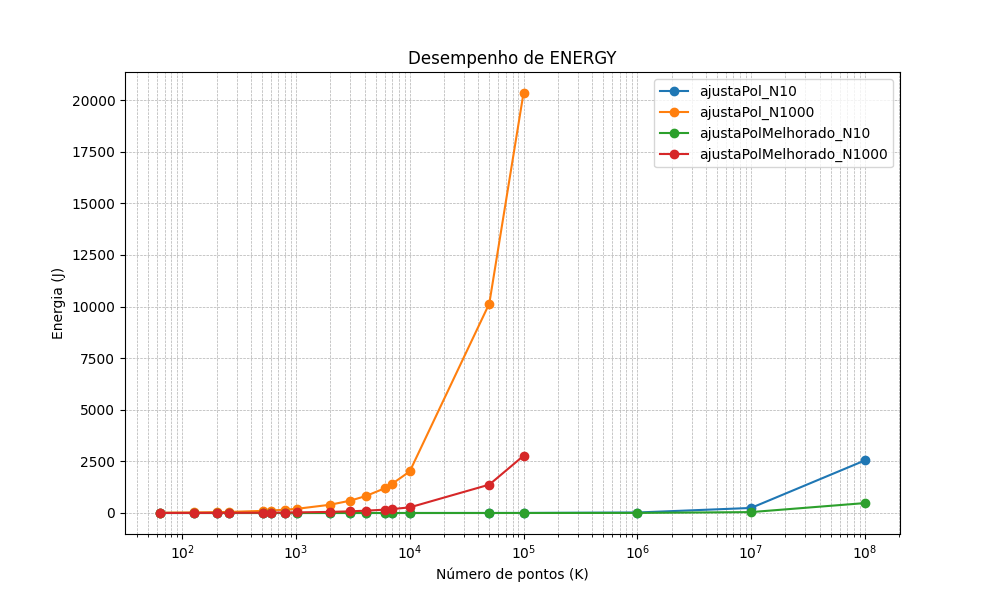 Desempenho de ENERGY
ajustaPol_N10
ajustaPol_N1000
ajustaPolMelhorado_N10
ajustaPolMelhorado_N1000
Energia (J)
20000
17500
15000
12500
10000
7500
5000
2500
0
10² 10³ 10⁴ 10⁵ 10⁶ 10⁷ 10⁸
Número de pontos (K)